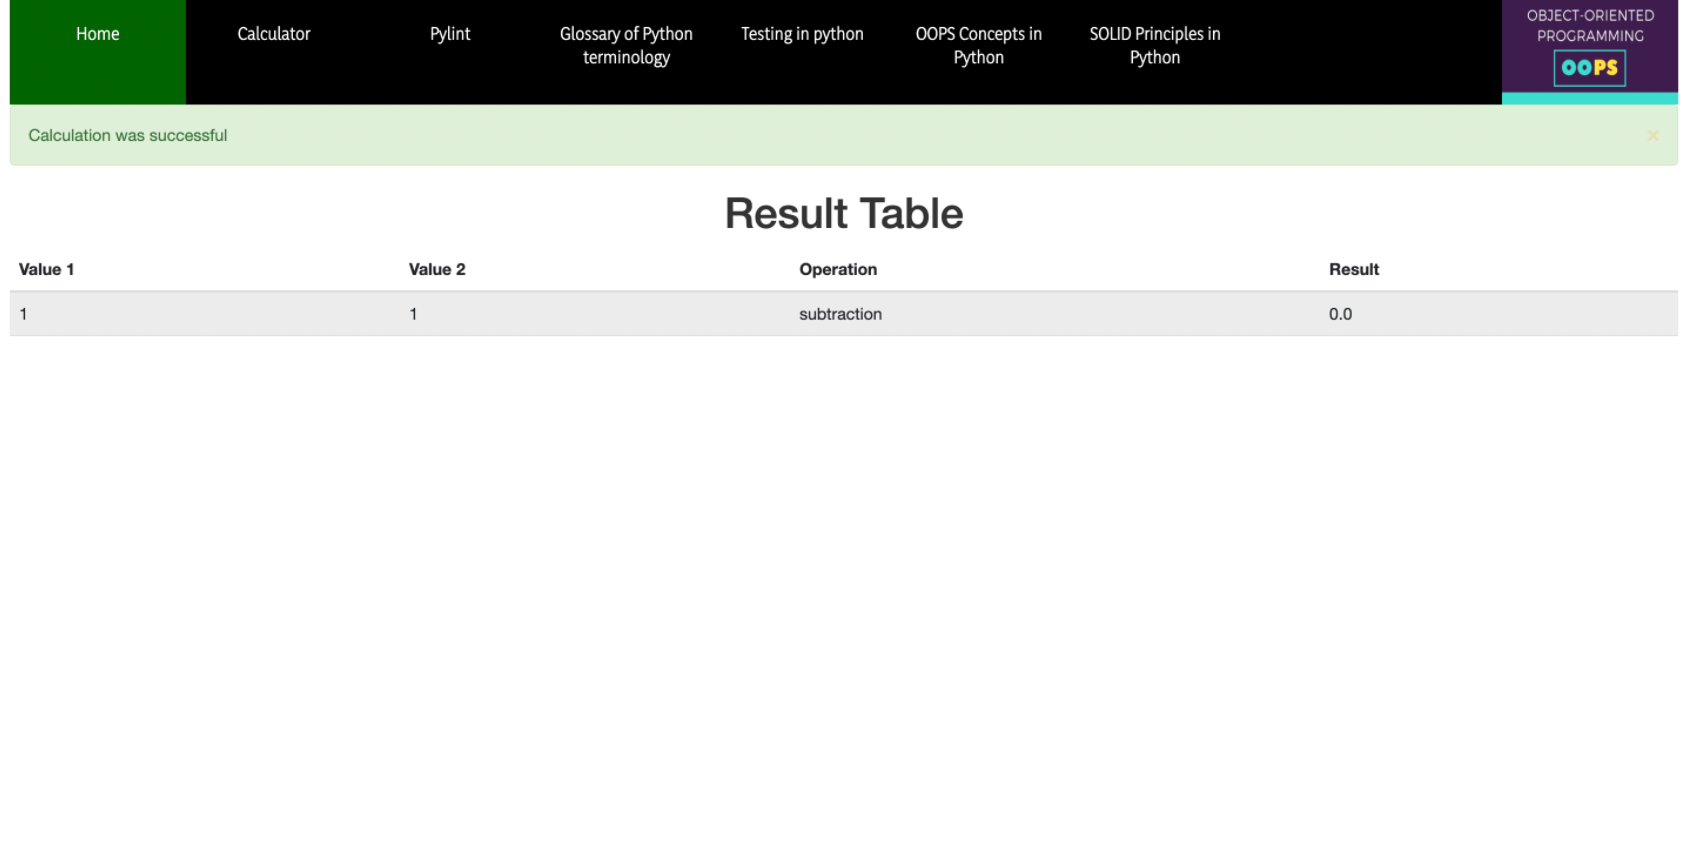 Home
Calculator
Pylint
Glossary of Python
terminology
Testing in python
OOPS Concepts in
Python
SOLID Principles in
Python
OBJECT-ORIENTED
PROGRAMMING
OOPS
Calculation was successful ×
Result Table
Value 1 Value 2 Operation Result
1 1 subtraction 0.0